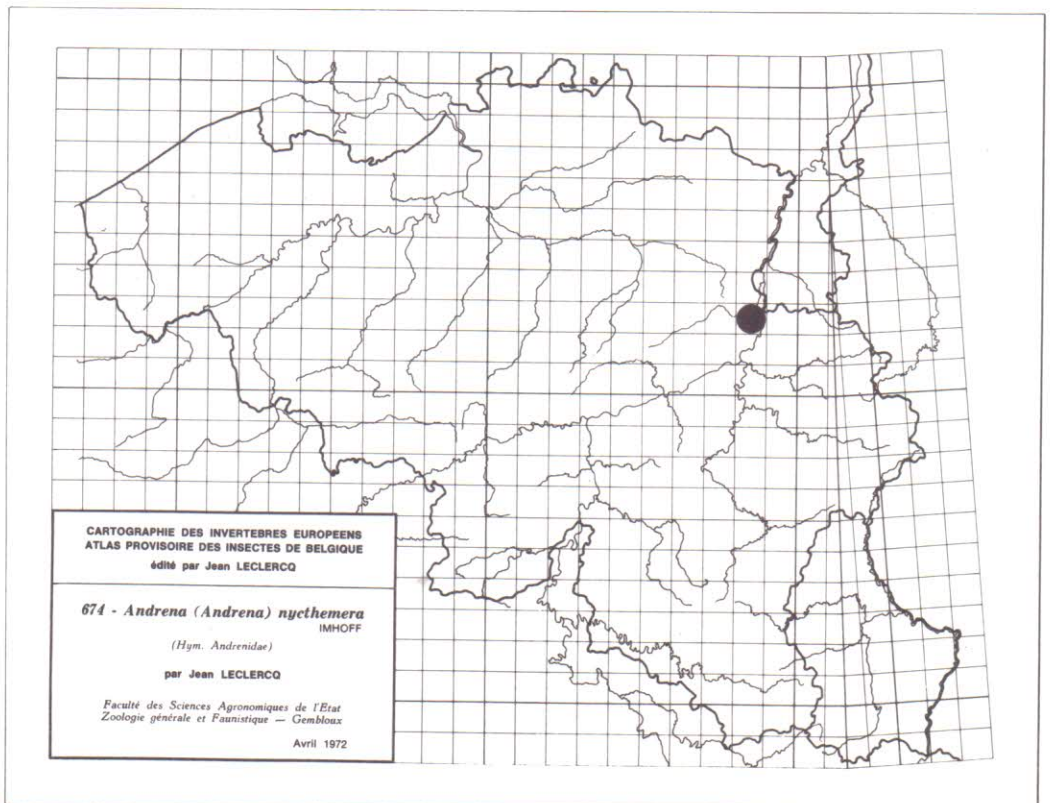 CARTOGRAPHIE DES INVERTEBRES EUROPEENS
ATLAS PROVISOIRE DES INSECTES DE BELGIQUE
édité par Jean LECLERCQ
674 - Andrena (Andrena) nycthemera
IMHOFF
(Hym. Andrenidae)
par Jean LECLERCQ
Faculté des Sciences Agronomiques de l'Etat
Zoologie générale et Faunistique — Gembloux
Avril 1972